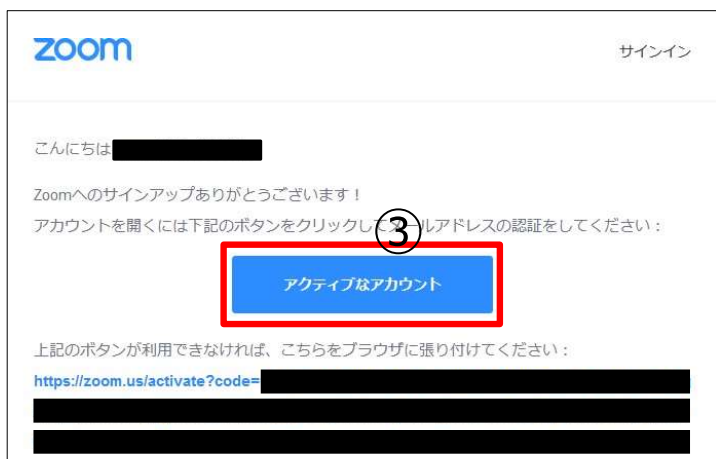 zoom
サインイン
こんにちは
Zoomへのサインアップありがとうございます！
アカウントを開くには下記のボタンをクリックして ールアドレスの認証をしてください：
③
アクティブなアカウント
上記のボタンが利用できなければ、こちらをブラウザに張り付けてください：
https://zoom.us/activate?code=